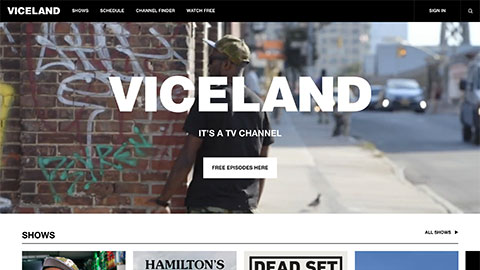 VICELAND
SHOWS
SCHEDULE
CHANNEL FINDER
WATCH FREE
SIGN IN
VICELAND
IT'S A TV CHANNEL
FREE EPISODES HERE
SHOWS
ALL SHOWS
HAMILTON'S
DEAD SET